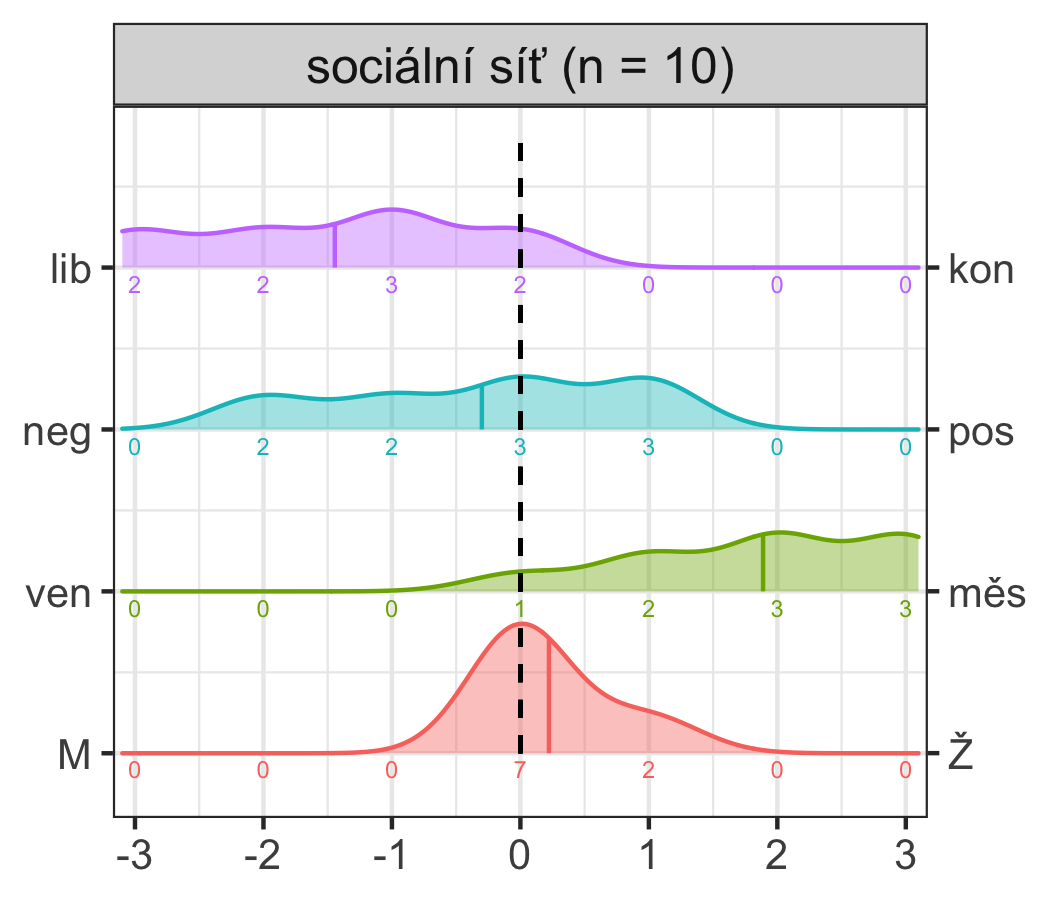 sociální síť (n = 10)
lib kon
2 2 3 2 0 0 0
neg pos
0 2 2 3 3 0 0
ven měs
0 0 0 1 2 3 3
M Ž
0 0 0 7 2 0 0
-3 -2 -1 0 1 2 3